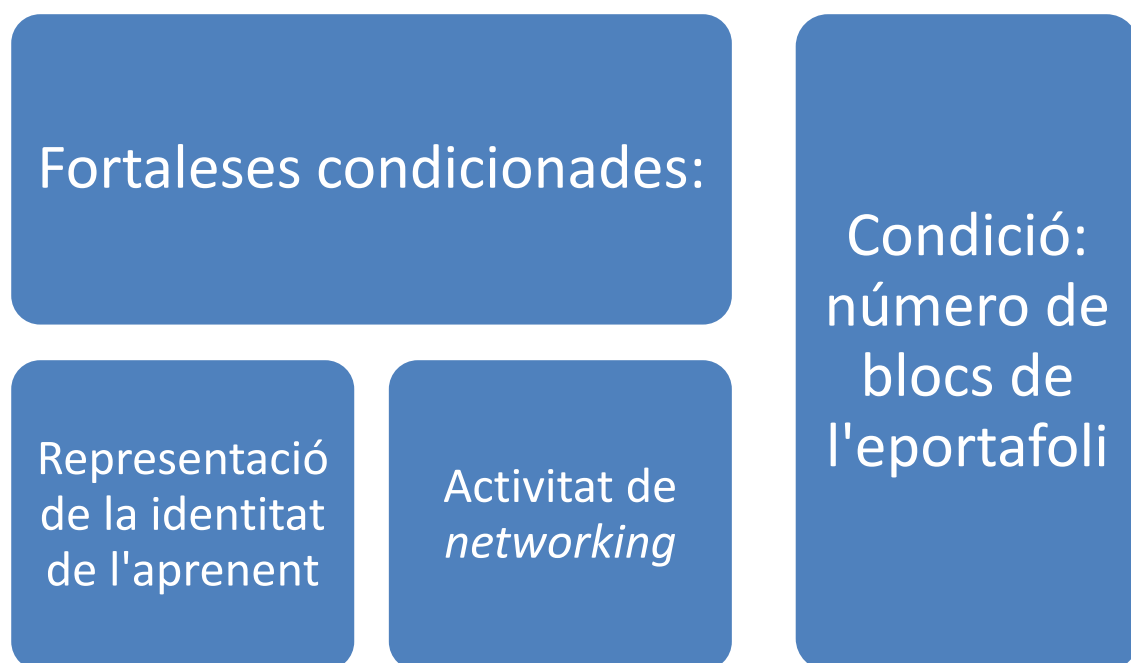 Fortaleses condicionades:
Representació
de la identitat
de l'aprenent
Activitat de
networking
Condició:
número de
blocs de
l'eportafoli